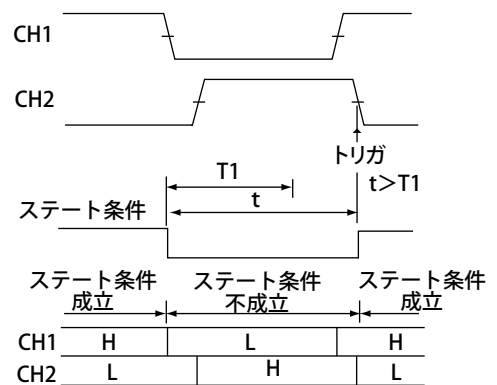 CH1
CH2
トリガ
T1
t＞T1
t
ステート条件
ステート条件 ステート条件 ステート条件
成立 不成立 成立
CH1 H L H
CH2 L H L